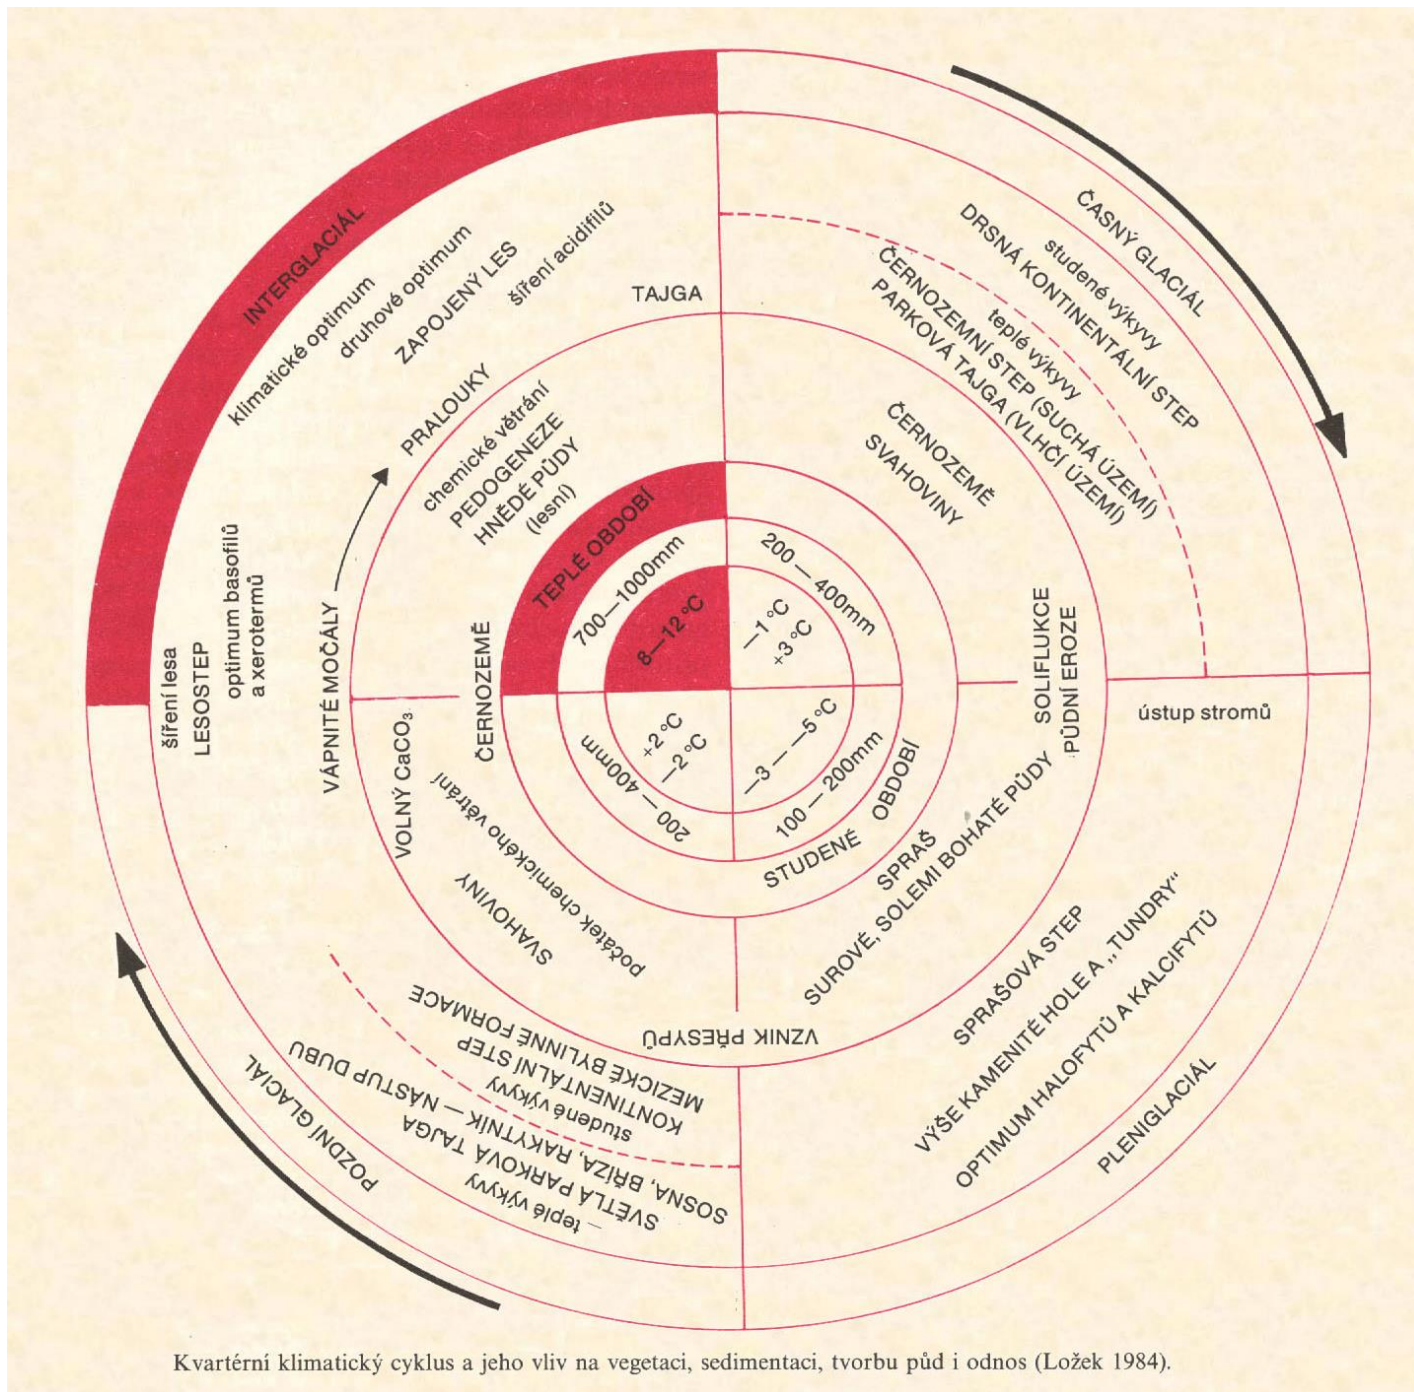 INTERGLACIÁL
klimatické optimum
druhové optimum
ZAPOJENÝ LES
šíření acidifilů
TAJGA
PRALOUKY
chemické větrání
PEDOGENEZE
HNĚDÉ PŮDY
(lesní)
TEPLÉ OBDOBÍ
700—1000mm
8—12 °C
ČASNÝ GLACIÁL
DRSNÁ KONTINENTÁLNÍ STEP
studené výkyvy
teplé výkyvy
ČERNOZEMNÍ STEP (SUCHÁ ÚZEMÍ)
PARKOVÁ TAJGA (VLHČÍ ÚZEMÍ)
ČERNOZEMĚ
SVAHOVINY
200 — 400mm
—1 °C
+3 °C
SOLIFLUKCE
PŮDNÍ EROZE
ústup stromů
—3 — —5 °C
100 — 200mm
STUDENÉ OBDOBÍ
SPRAŠ
SUROVÉ, SOLEMI BOHATÉ PŮDY
SPRAŠOVÁ STEP
VÝŠE KAMENITÉ HOLE A „TUNDRY“
OPTIMUM HALOFYTŮ A KALCIFYTŮ
PLENIGLACIÁL
VZNIK PŘESYPŮ
+2 °C
—2 °C
200 — 400mm
počátek chemického větrání
SVAHOVINY
MEZICKÉ BYLINNÉ FORMACE
KONTINENTÁLNÍ STEP
studené výkyvy
SOSNA, BŘÍZA, RAKYTNÍK — NÁSTUP DUBU
SVĚTLÁ PARKOVÁ TAJGA
— teplé výkyvy
POZDNÍ GLACIÁL
ČERNOZEMĚ
VOLNÝ CaCO₃
VÁPNITÉ MOČÁLY
optimum basofilů
a xerotermů
LESOSTEP
šíření lesa
Kvartérní klimatický cyklus a jeho vliv na vegetaci, sedimentaci, tvorbu půd i odnos (Ložek 1984).